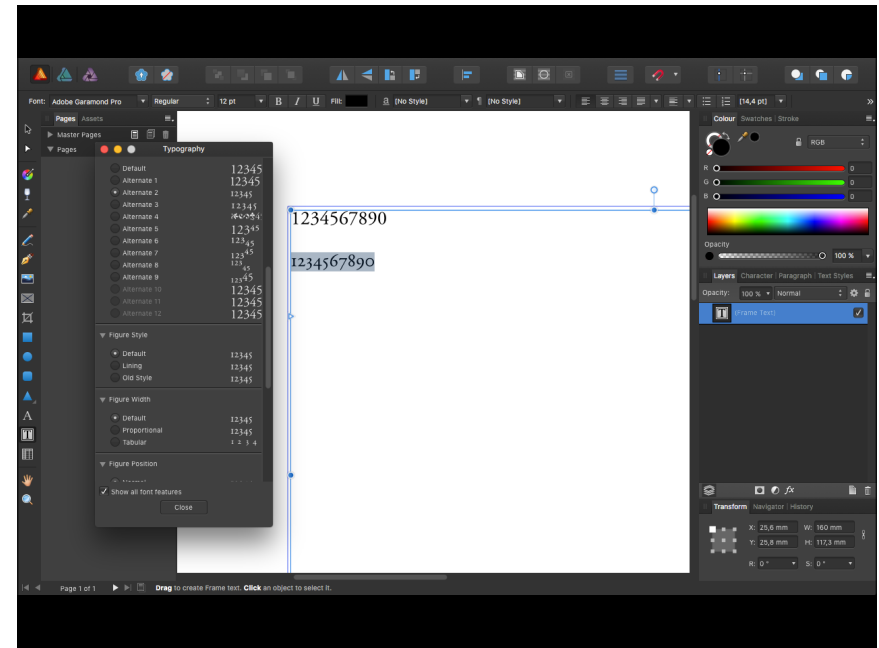 Font: Adobe Garamond Pro Regular 12 pt B I U Fill: a [No Style] ¶ [No Style] [14,4 pt] »
Pages Assets
Master Pages
Pages
Typography
Default 12345
Alternate 1 12345
Alternate 2 12345
Alternate 3 12345
Alternate 4
Alternate 5 12345
Alternate 6 12345
Alternate 7 12345
Alternate 8 12345
Alternate 9 12345
Alternate 10 12345
Alternate 11 12345
Alternate 12 12345
Figure Style
Default 12345
Lining 12345
Old Style 12345
Figure Width
Default 12345
Proportional 12345
Tabular 1 2 3 4
Figure Position
Show all font features
Close
1234567890
1234567890
Colour Swatches Stroke
RGB
R 0
G 0
B 0
Opacity
100 %
Layers Character Paragraph Text Styles
Opacity: 100 % Normal
(Frame Text)
fx
Transform Navigator History
X: 25,6 mm W: 160 mm
Y: 25,8 mm H: 117,3 mm
R: 0 ° S: 0 °
Page 1 of 1 Drag to create Frame text. Click an object to select it.